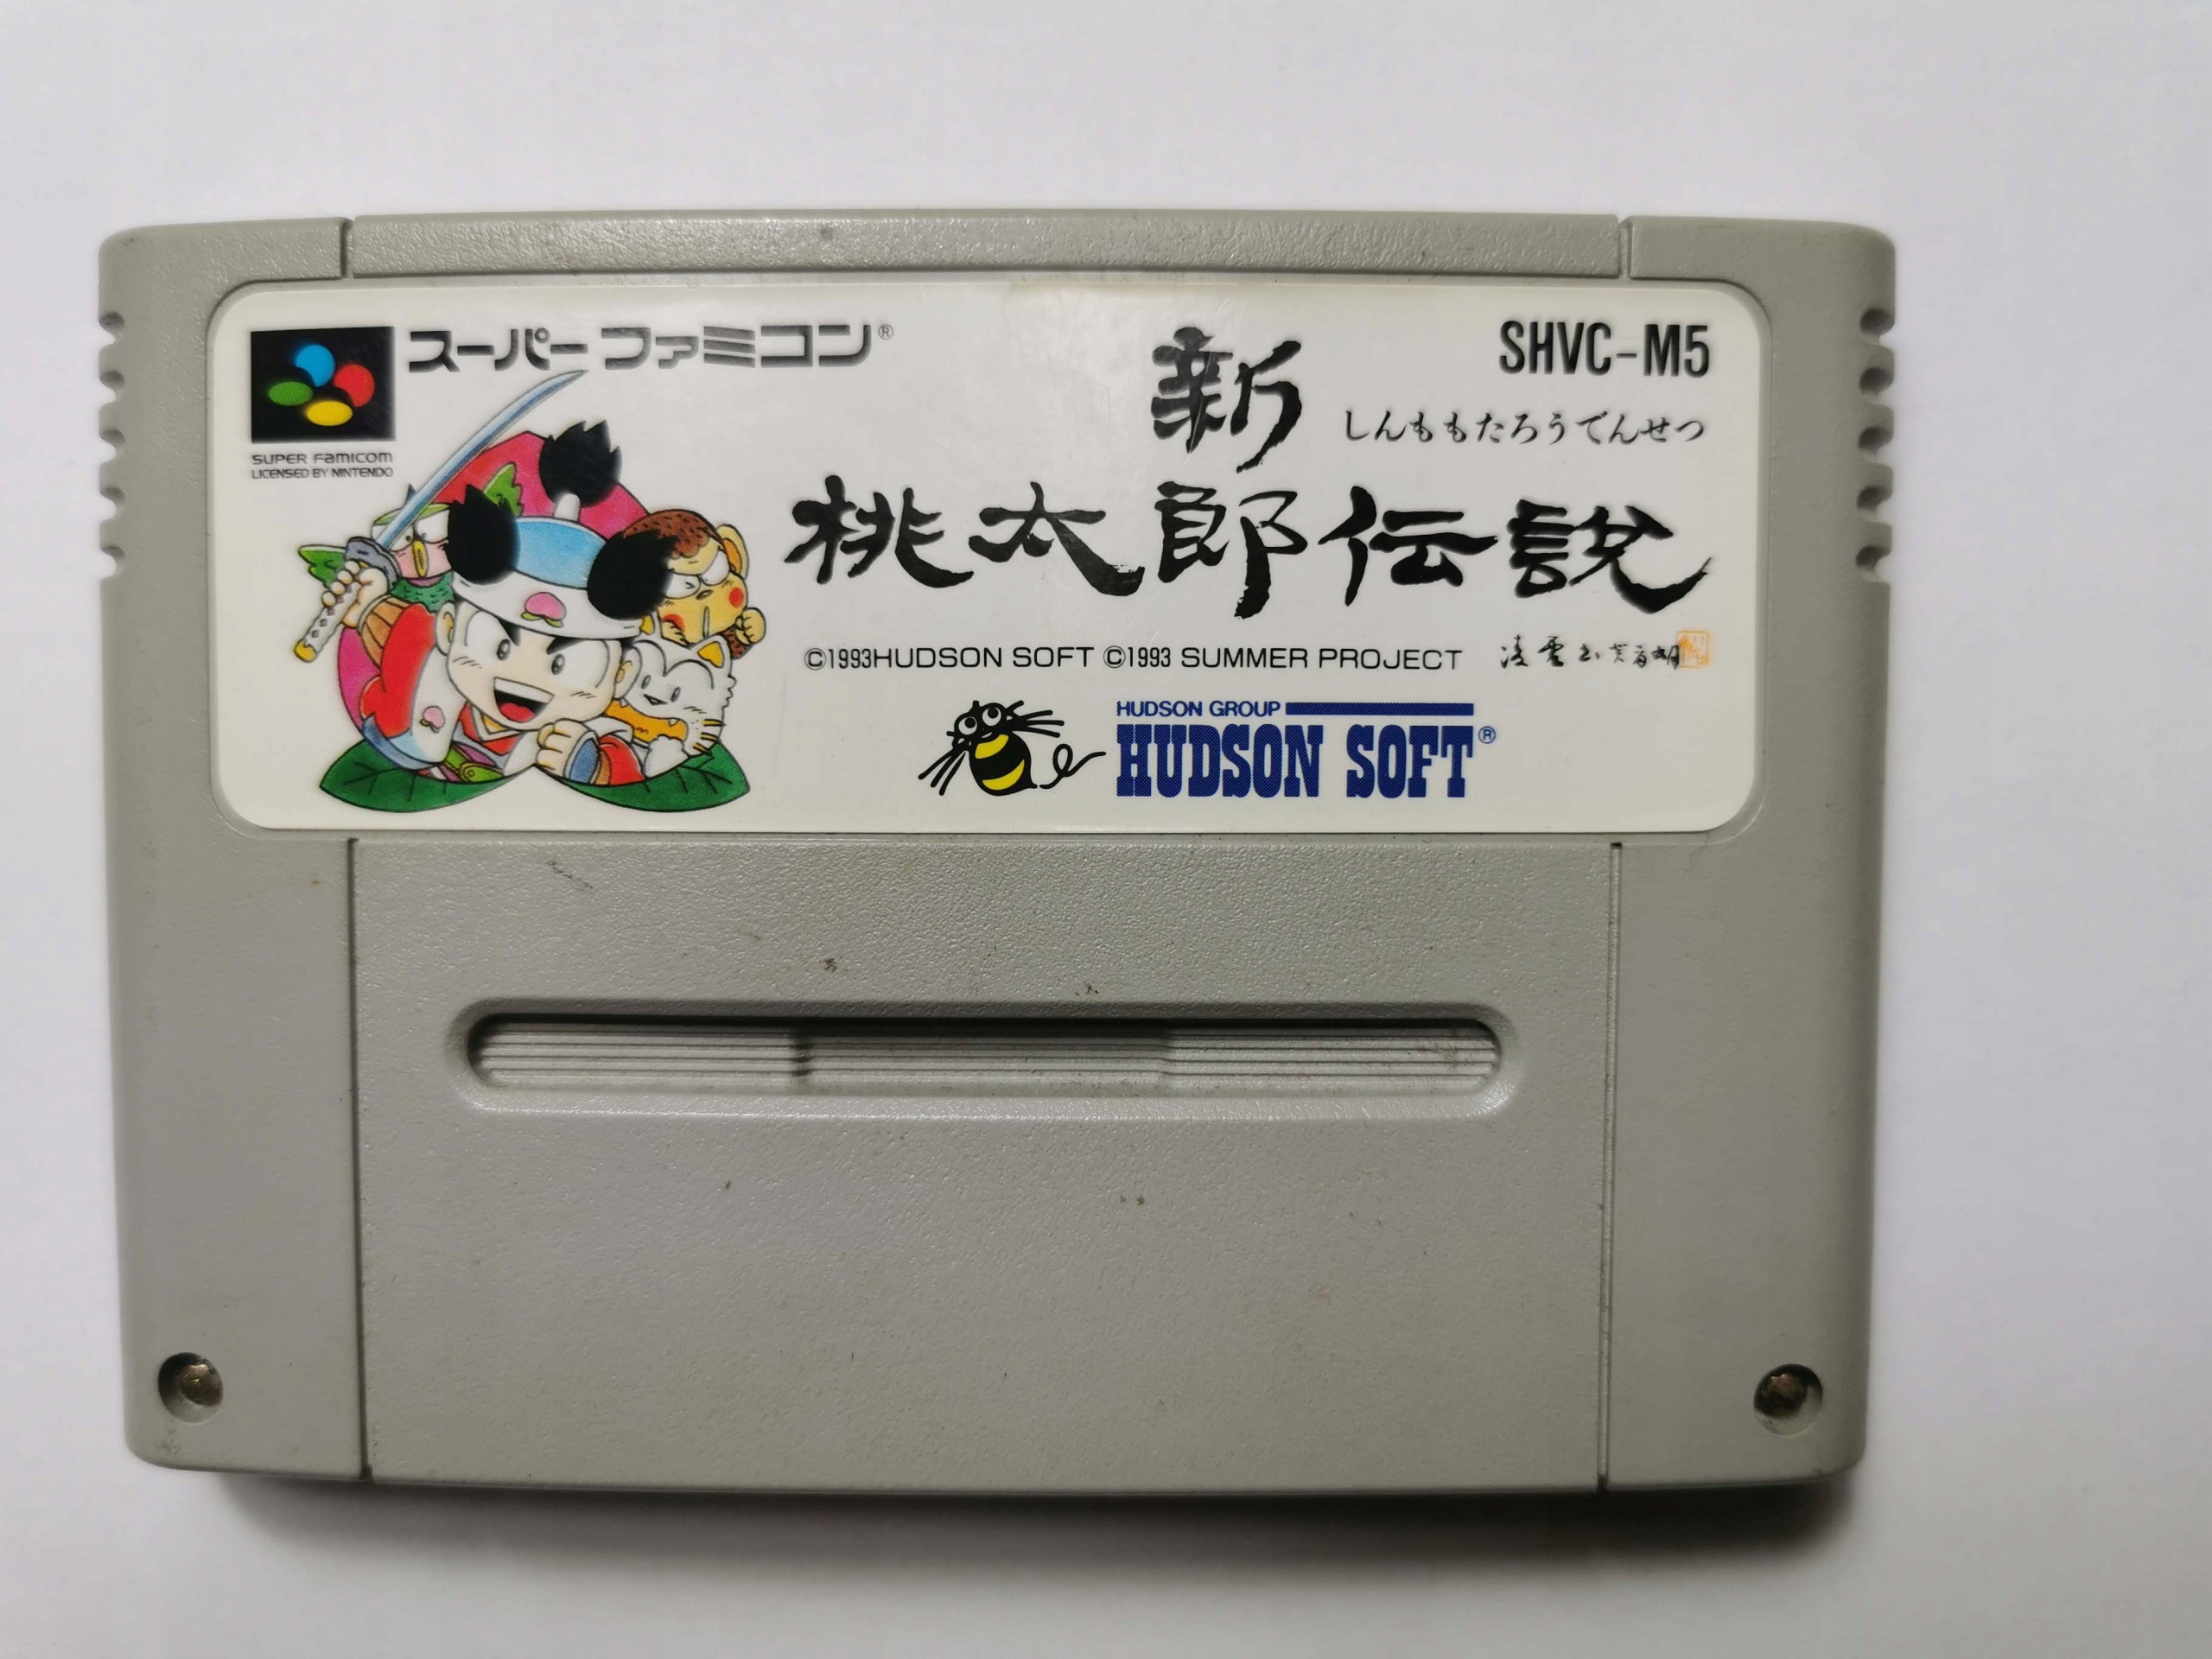 スーパーファミコン®
SUPER FAMICOM
LICENSED BY NINTENDO
SHVC-M5
新
しんももたろうでんせつ
桃太郎伝説
©1993HUDSON SOFT ©1993 SUMMER PROJECT
HUDSON GROUP
HUDSON SOFT®